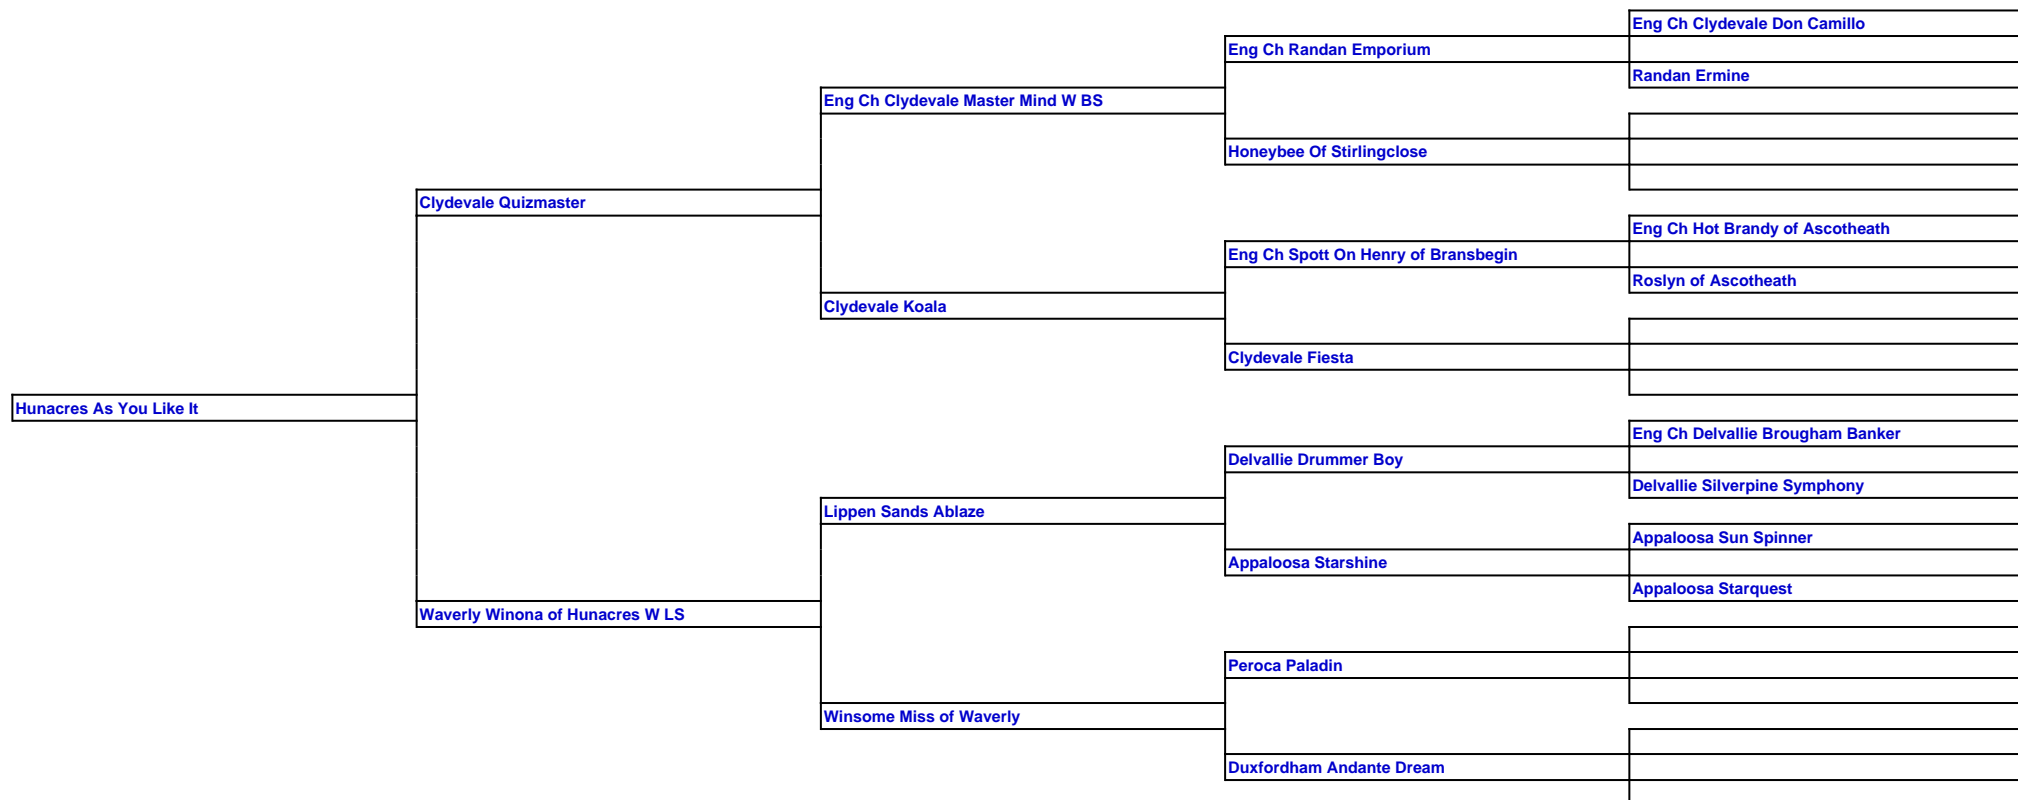 Eng Ch Clydevale Don Camillo
Eng Ch Randan Emporium
Randan Ermine
Eng Ch Clydevale Master Mind W BS
Honeybee Of Stirlingclose
Clydevale Quizmaster
Eng Ch Hot Brandy of Ascotheath
Eng Ch Spott On Henry of Bransbegin
Roslyn of Ascotheath
Clydevale Koala
Clydevale Fiesta
Hunacres As You Like It
Eng Ch Delvallie Brougham Banker
Delvallie Drummer Boy
Delvallie Silverpine Symphony
Lippen Sands Ablaze
Appaloosa Sun Spinner
Appaloosa Starshine
Appaloosa Starquest
Waverly Winona of Hunacres W LS
Peroca Paladin
Winsome Miss of Waverly
Duxfordham Andante Dream